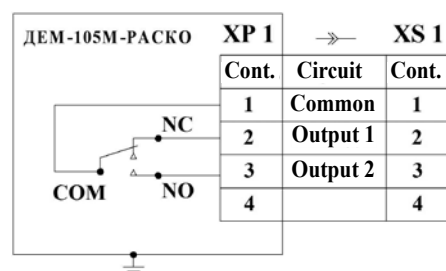 ДЕМ-105М-РАСКО XP 1 XS 1
Cont. Circuit Cont.
1 Common 1
NC
2 Output 1 2
3 Output 2 3
COM NO
4 4